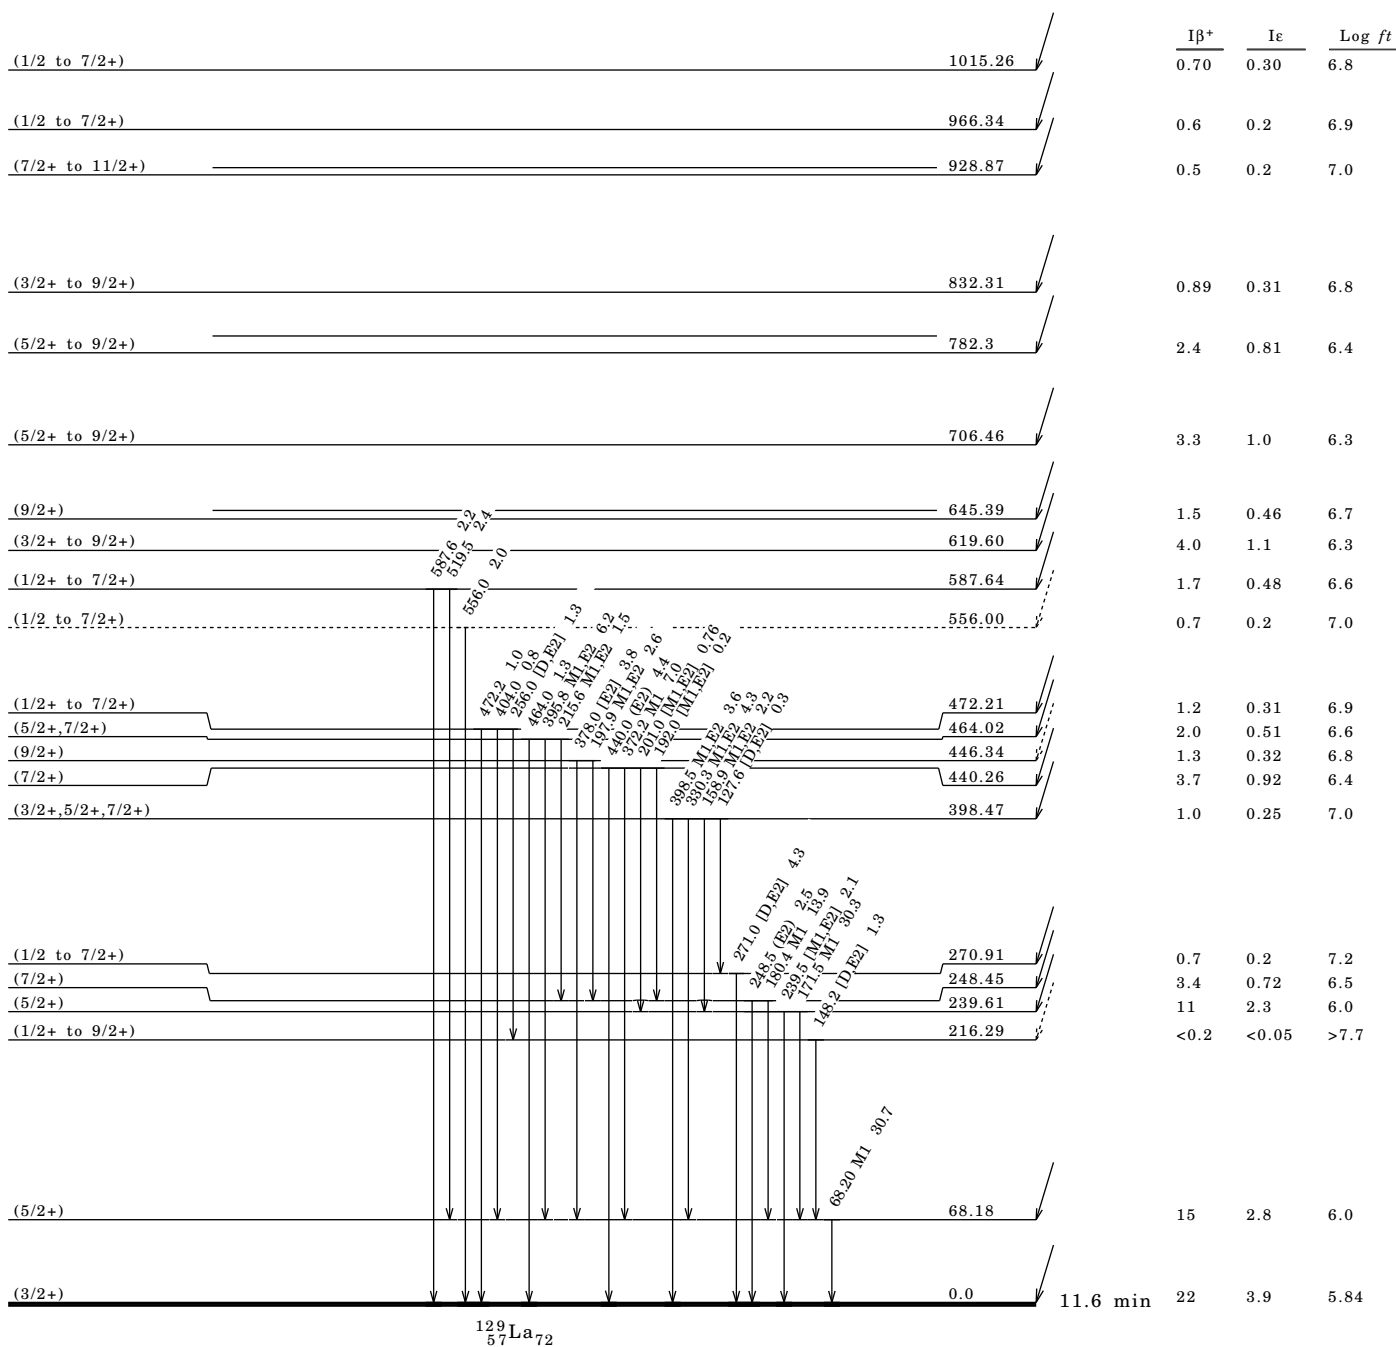 Iβ⁺ Iε Log ft
(1/2 to 7/2+) 1015.26 0.70 0.30 6.8
(1/2 to 7/2+) 966.34 0.6 0.2 6.9
(7/2+ to 11/2+) 928.87 0.5 0.2 7.0
(3/2+ to 9/2+) 832.31 0.89 0.31 6.8
(5/2+ to 9/2+) 782.3 2.4 0.81 6.4
(5/2+ to 9/2+) 706.46 3.3 1.0 6.3
(9/2+) 645.39 1.5 0.46 6.7
(3/2+ to 9/2+) 619.60 4.0 1.1 6.3
(1/2+ to 7/2+) 587.64 1.7 0.48 6.6
(1/2 to 7/2+) 556.00 0.7 0.2 7.0
(1/2+ to 7/2+) 472.21 1.2 0.31 6.9
(5/2+,7/2+) 464.02 2.0 0.51 6.6
(9/2+) 446.34 1.3 0.32 6.8
(7/2+) 440.26 3.7 0.92 6.4
(3/2+,5/2+,7/2+) 398.47 1.0 0.25 7.0
(1/2 to 7/2+) 270.91 0.7 0.2 7.2
(7/2+) 248.45 3.4 0.72 6.5
(5/2+) 239.61 11 2.3 6.0
(1/2+ to 9/2+) 216.29 <0.2 <0.05 >7.7
(5/2+) 68.18 15 2.8 6.0
(3/2+) 0.0 11.6 min 22 3.9 5.84
587.6 2.2
519.5 2.4
556.0 2.0
472.2 1.0
404.0 0.8
256.0 [D,E2] 1.3
464.0 1.3
395.8 M1,E2 6.2
215.6 M1,E2 1.5
378.0 [E2] 3.8
197.9 M1,E2 2.6
440.0 (E2) 4.4
372.2 M1 7.0
201.0 [M1,E2] 0.76
192.0 [M1,E2] 0.2
398.5 M1,E2 3.6
330.3 M1,E2 4.3
158.9 M1,E2 2.2
127.6 [D,E2] 0.3
271.0 [D,E2] 4.3
248.5 (E2) 2.5
180.4 M1 13.9
239.5 [M1,E2] 2.1
171.5 M1 30.3
148.2 [D,E2] 1.3
68.20 M1 30.7
¹²⁹₅₇La₇₂